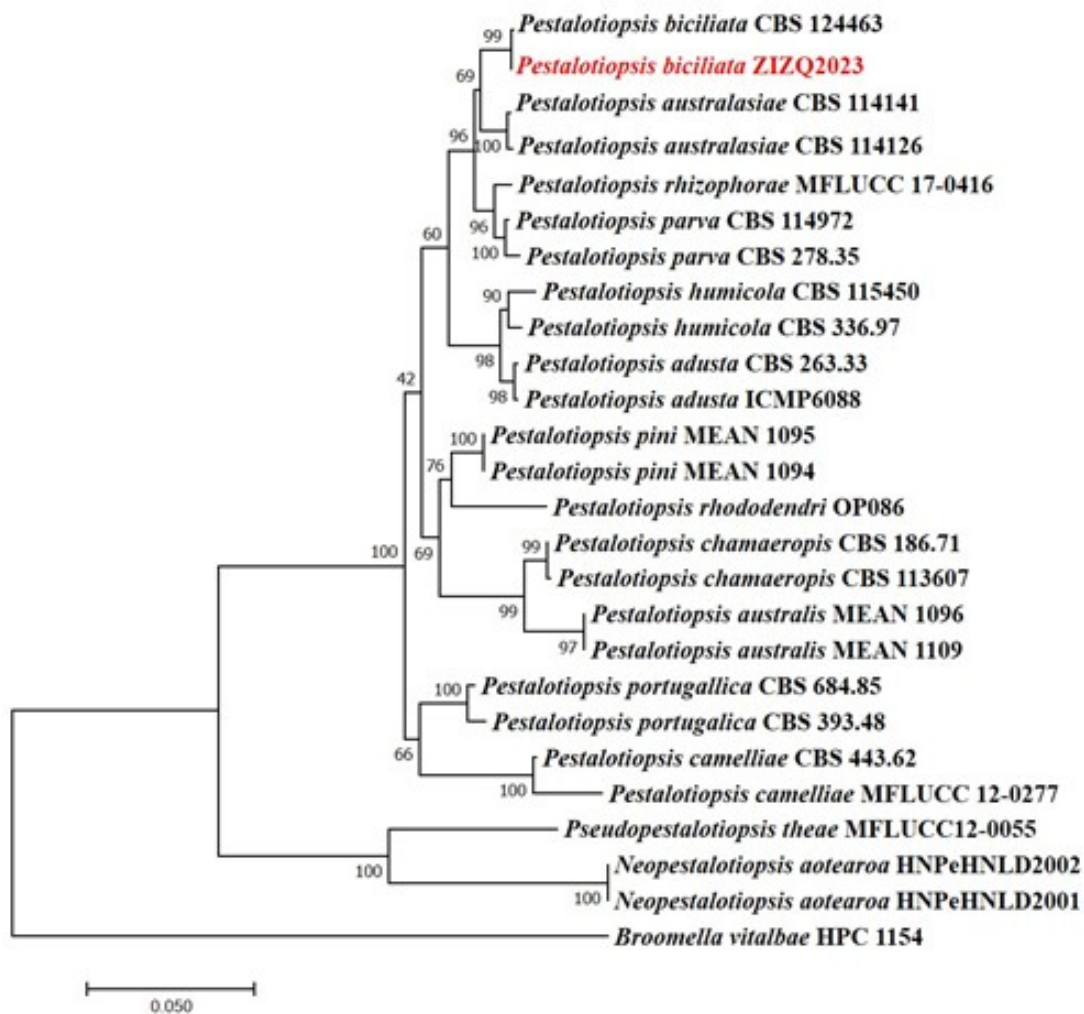 Pestalotiopsis biciliata CBS 124463
99
Pestalotiopsis biciliata ZIZQ2023
69
Pestalotiopsis australasiae CBS 114141
96
100
Pestalotiopsis australasiae CBS 114126
Pestalotiopsis rhizophorae MFLUCC 17-0416
Pestalotiopsis parva CBS 114972
96
60
100
Pestalotiopsis parva CBS 278.35
Pestalotiopsis humicola CBS 115450
90
Pestalotiopsis humicola CBS 336.97
98
Pestalotiopsis adusta CBS 263.33
42
98
Pestalotiopsis adusta ICMP6088
Pestalotiopsis pini MEAN 1095
100
76
Pestalotiopsis pini MEAN 1094
Pestalotiopsis rhododendri OP086
99
Pestalotiopsis chamaeropis CBS 186.71
100
69
Pestalotiopsis chamaeropis CBS 113607
99
Pestalotiopsis australis MEAN 1096
97
Pestalotiopsis australis MEAN 1109
100
Pestalotiopsis portugallica CBS 684.85
Pestalotiopsis portugalica CBS 393.48
66
Pestalotiopsis camelliae CBS 443.62
100
Pestalotiopsis camelliae MFLUCC 12-0277
Pseudopestalotiopsis theae MFLUCC12-0055
100
Neopestalotiopsis aotearoa HNPeHNLD2002
100
Neopestalotiopsis aotearoa HNPeHNLD2001
Broomella vitalbae HPC 1154
0.050